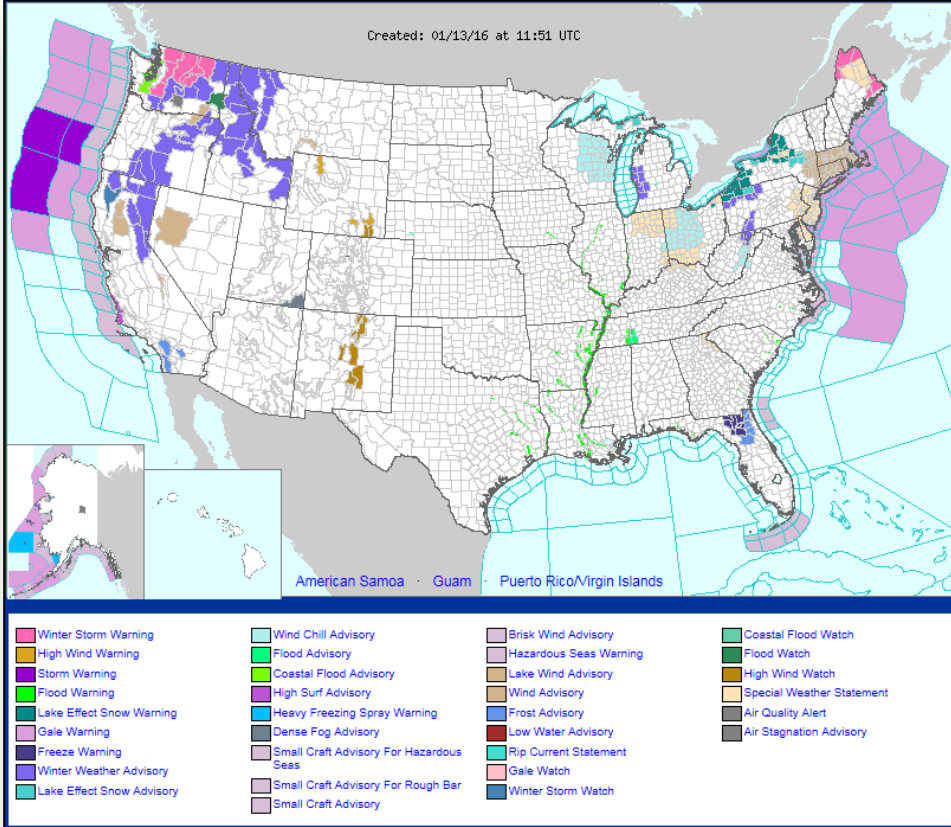 Created: 01/13/16 at 11:51 UTC
American Samoa · Guam · Puerto Rico/Virgin Islands
Winter Storm Warning
High Wind Warning
Storm Warning
Flood Warning
Lake Effect Snow Warning
Gale Warning
Freeze Warning
Winter Weather Advisory
Lake Effect Snow Advisory
Wind Chill Advisory
Flood Advisory
Coastal Flood Advisory
High Surf Advisory
Heavy Freezing Spray Warning
Dense Fog Advisory
Small Craft Advisory For Hazardous
Seas
Small Craft Advisory For Rough Bar
Small Craft Advisory
Brisk Wind Advisory
Hazardous Seas Warning
Lake Wind Advisory
Wind Advisory
Frost Advisory
Low Water Advisory
Rip Current Statement
Gale Watch
Winter Storm Watch
Coastal Flood Watch
Flood Watch
High Wind Watch
Special Weather Statement
Air Quality Alert
Air Stagnation Advisory